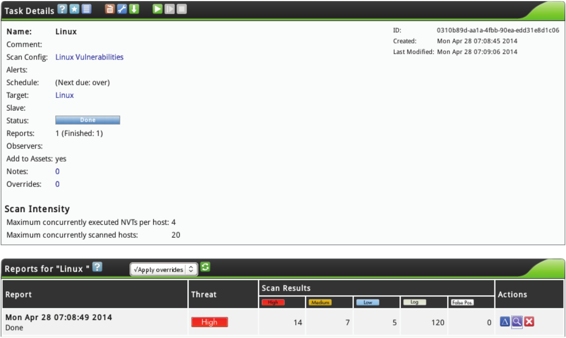 Task Details
Name: Linux
Comment:
Scan Config: Linux Vulnerabilities
Alerts:
Schedule: (Next due: over)
Target: Linux
Slave:
Status: Done
Reports: 1 (Finished: 1)
Observers:
Add to Assets: yes
Notes: 0
Overrides: 0
ID: 0310b89d-aa1a-4fbb-90ea-edd31e8d1c06
Created: Mon Apr 28 07:08:45 2014
Last Modified: Mon Apr 28 07:09:06 2014
Scan Intensity
Maximum concurrently executed NVTs per host: 4
Maximum concurrently scanned hosts: 20
Reports for "Linux "
√Apply overrides
Report Threat Scan Results Actions
High Medium Low Log False Pos.
Mon Apr 28 07:08:49 2014
Done
High 14 7 5 120 0